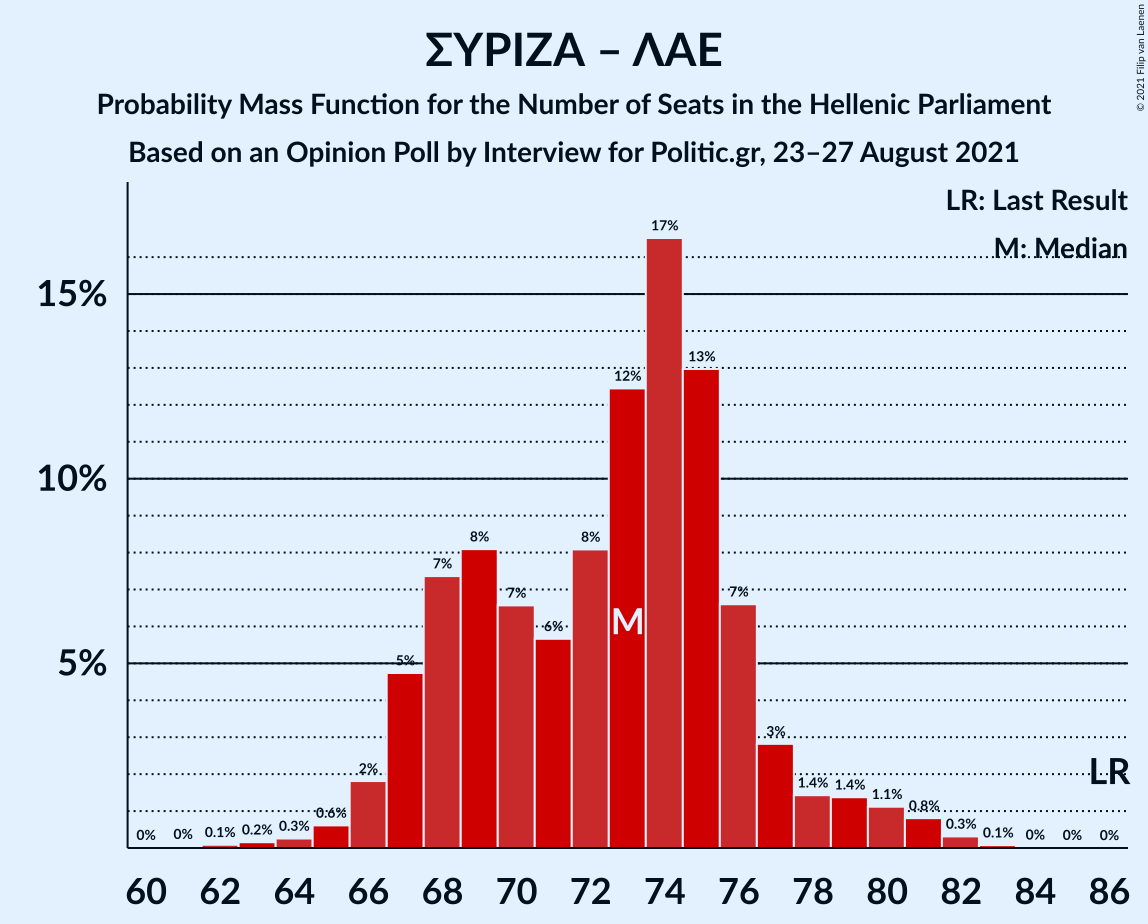 ΣΥΡΙΖΑ – ΛΑΕ
Probability Mass Function for the Number of Seats in the Hellenic Parliament
Based on an Opinion Poll by Interview for Politic.gr, 23–27 August 2021
© 2021 Filip van Laenen
LR: Last Result
M: Median
15%
10%
5%
0% 0% 0.1% 0.2% 0.3% 0.6% 2% 5% 7% 8% 7% 6% 8% 12% 17% 13% 7% 3% 1.4% 1.4% 1.1% 0.8% 0.3% 0.1% 0% 0% 0%
M
LR
60 62 64 66 68 70 72 74 76 78 80 82 84 86